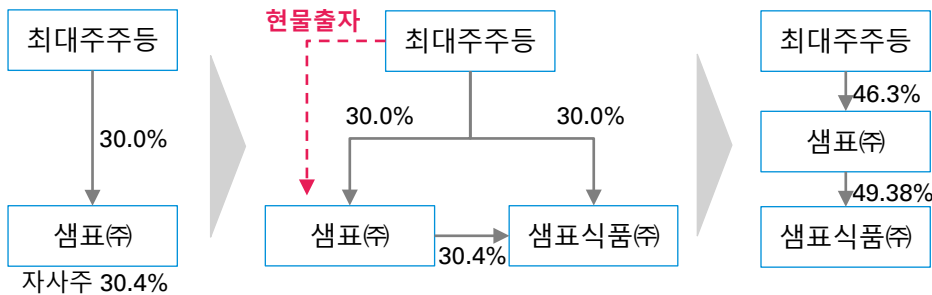 최대주주등
30.0%
샘표㈜
자사주 30.4%
현물출자
최대주주등
30.0%
30.0%
샘표㈜
30.4%
샘표식품㈜
최대주주등
46.3%
샘표㈜
49.38%
샘표식품㈜